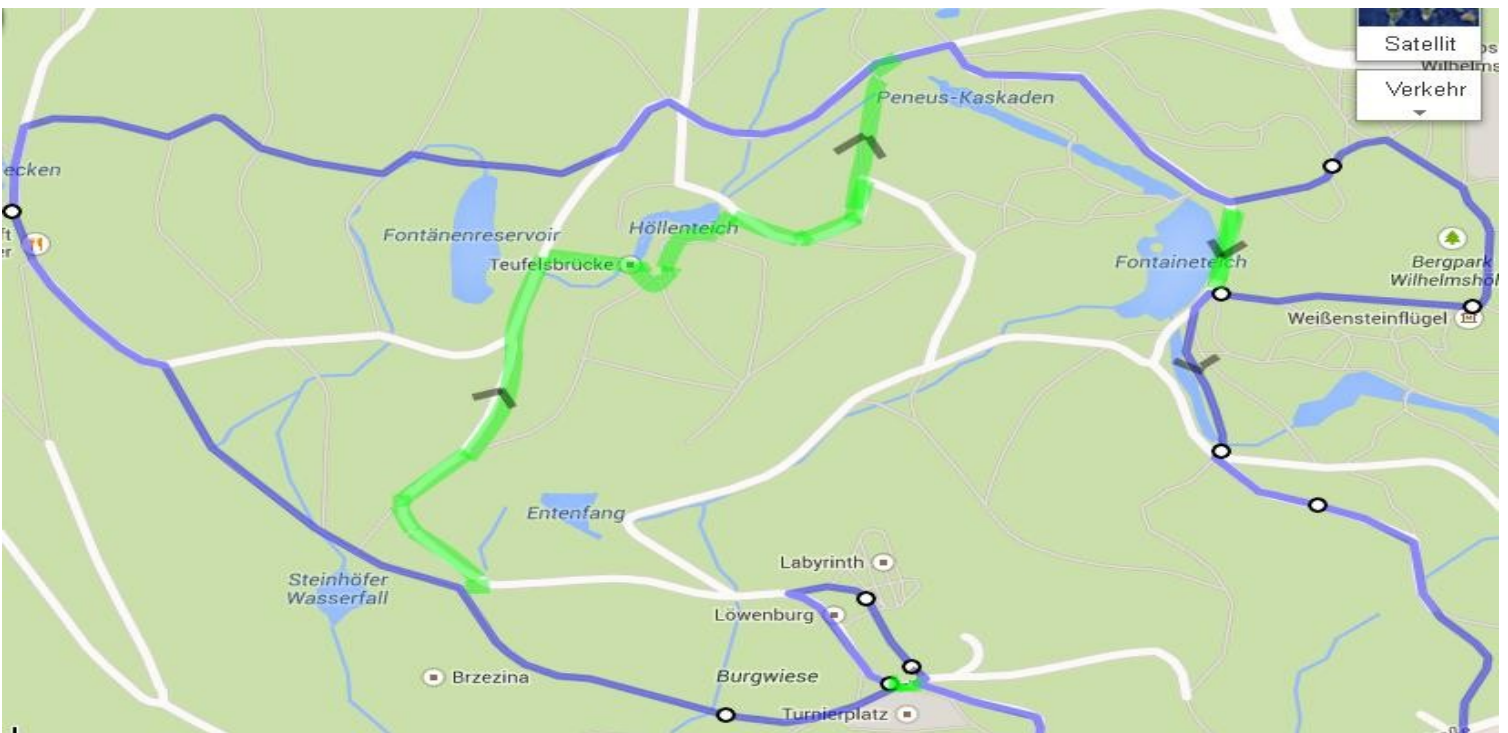 Satellit
Verkehr
Peneus-Kaskaden
ecken
Fontänenreservoir
Höllenteich
Teufelsbrücke
Fontaineteich
Bergpark
Weißensteinflügel
Entenfang
Labyrinth
Steinhöfer
Wasserfall
Löwenburg
Brzezina
Burgwiese
Turnierplatz